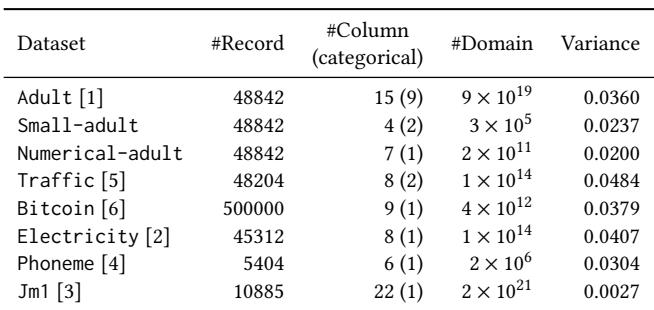 Dataset #Record #Column (categorical) #Domain Variance
Adult [1] 48842 15 (9) 9 × 10^19 0.0360
Small-adult 48842 4 (2) 3 × 10^5 0.0237
Numerical-adult 48842 7 (1) 2 × 10^11 0.0200
Traffic [5] 48204 8 (2) 1 × 10^14 0.0484
Bitcoin [6] 500000 9 (1) 4 × 10^12 0.0379
Electricity [2] 45312 8 (1) 1 × 10^14 0.0407
Phoneme [4] 5404 6 (1) 2 × 10^6 0.0304
Jm1 [3] 10885 22 (1) 2 × 10^21 0.0027